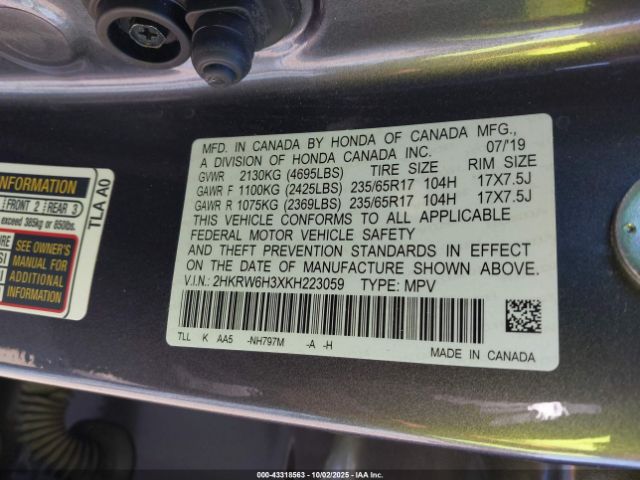 MFD. IN CANADA BY HONDA OF CANADA MFG.,
A DIVISION OF HONDA CANADA INC. 07/'19
GVWR 2130KG (4695LBS) TIRE SIZE RIM SIZE
GAWR F 1100KG (2425LBS) 235/65R17 104H 17X7.5J
GAWR R 1075KG (2369LBS) 235/65R17 104H 17X7.5J
THIS VEHICLE CONFORMS TO ALL APPLICABLE
FEDERAL MOTOR VEHICLE SAFETY
AND THEFT PREVENTION STANDARDS IN EFFECT
ON THE DATE OF MANUFACTURE SHOWN ABOVE.
V.I.N.: 2HKRW6H3XKH223059 TYPE: MPV
TLL K AA5 -NH797M -A -H
MADE IN CANADA
NFORMATION
FRONT 2 REAR 3
exceed 385kg or 850lbs.
TLA A0
SEE OWNER'S
MANUAL FOR
ADDITIONAL
INFORMATION
000-43318563 - 10/02/2025 - IAA Inc.